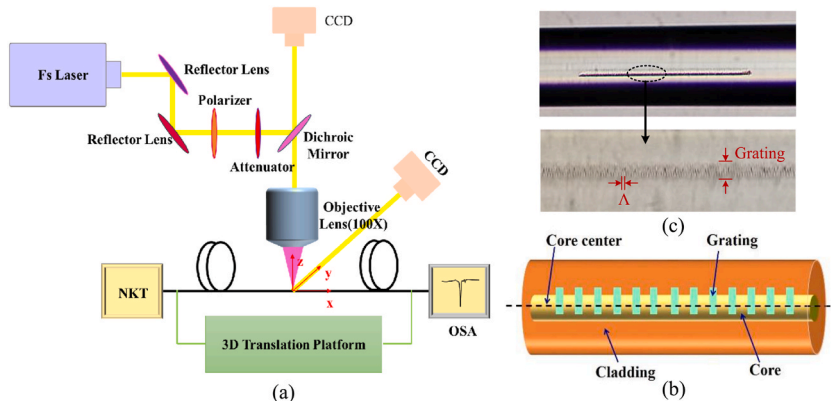 (a)
CCD
Fs Laser
Reflector Lens
Polarizer
Reflector Lens
Attenuator
Dichroic
Mirror
CCD
Objective
Lens(100X)
z
y
x
NKT
OSA
3D Translation Platform
(a)
Grating
Λ
(c)
Core center
Grating
Cladding
Core
(b)